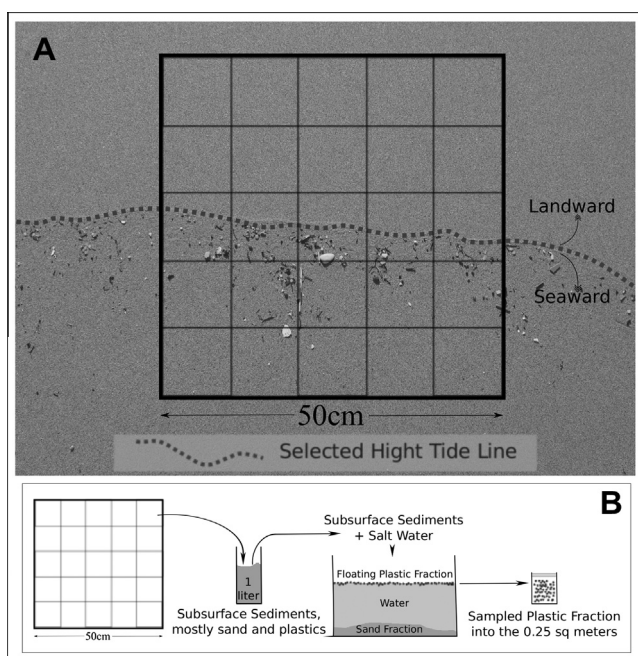 A
Landward
Seaward
50cm
Selected Hight Tide Line
B
Subsurface Sediments
+ Salt Water
1
liter
Floating Plastic Fraction
Water
Sand Fraction
50cm
Subsurface Sediments,
mostly sand and plastics
Sampled Plastic Fraction
into the 0.25 sq meters